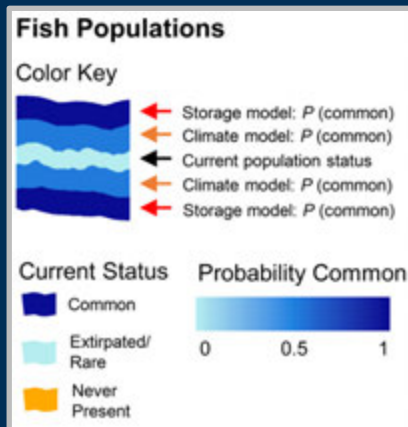 Fish Populations
Color Key
Storage model: P (common)
Climate model: P (common)
Current population status
Climate model: P (common)
Storage model: P (common)
Current Status
Common
Extirpated/
Rare
Never
Present
Probability Common
0 0.5 1